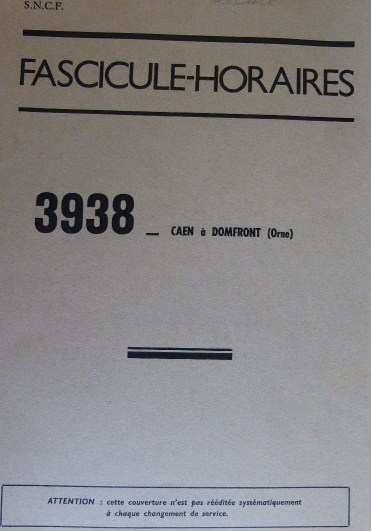 S.N.C.F.
FASCICULE-HORAIRES
3938 — CAEN à DOMFRONT (Orne)
ATTENTION : cette couverture n'est pas rééditée systématiquement
à chaque changement de service.